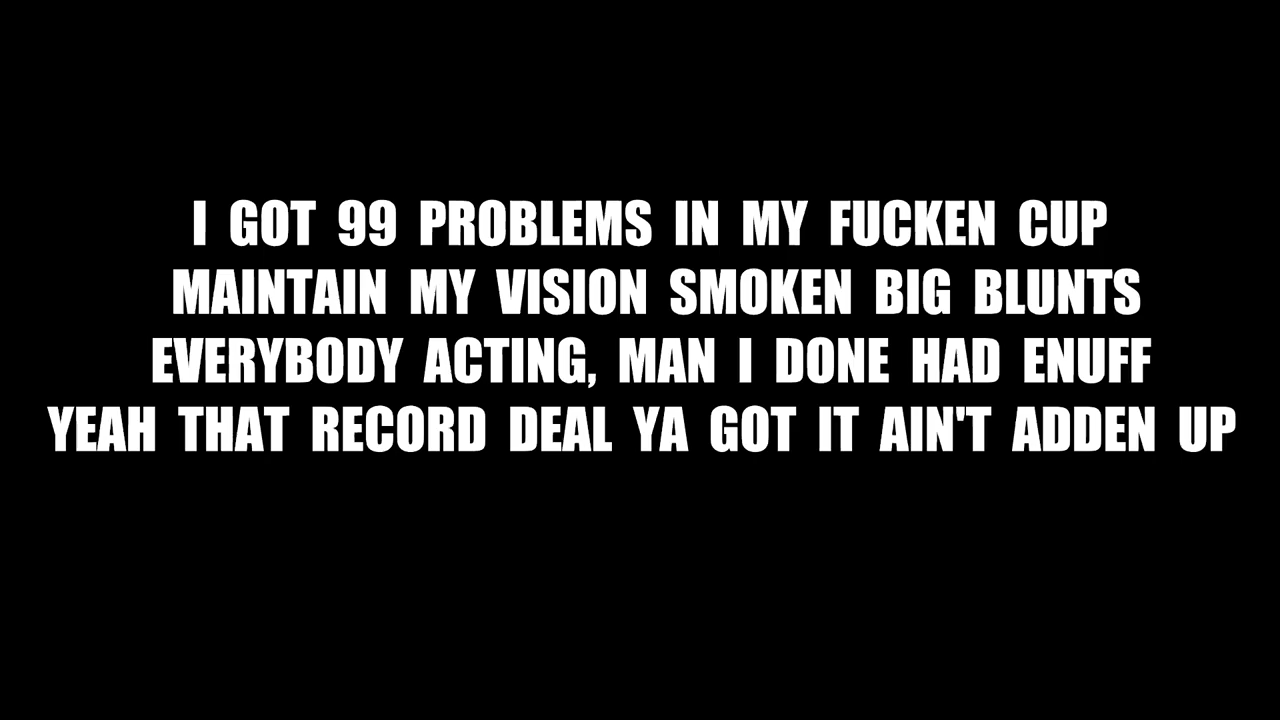 I GOT 99 PROBLEMS IN MY FUCKEN CUP
MAINTAIN MY VISION SMOKEN BIG BLUNTS
EVERYBODY ACTING, MAN I DONE HAD ENUFF
YEAH THAT RECORD DEAL YA GOT IT AIN'T ADDEN UP